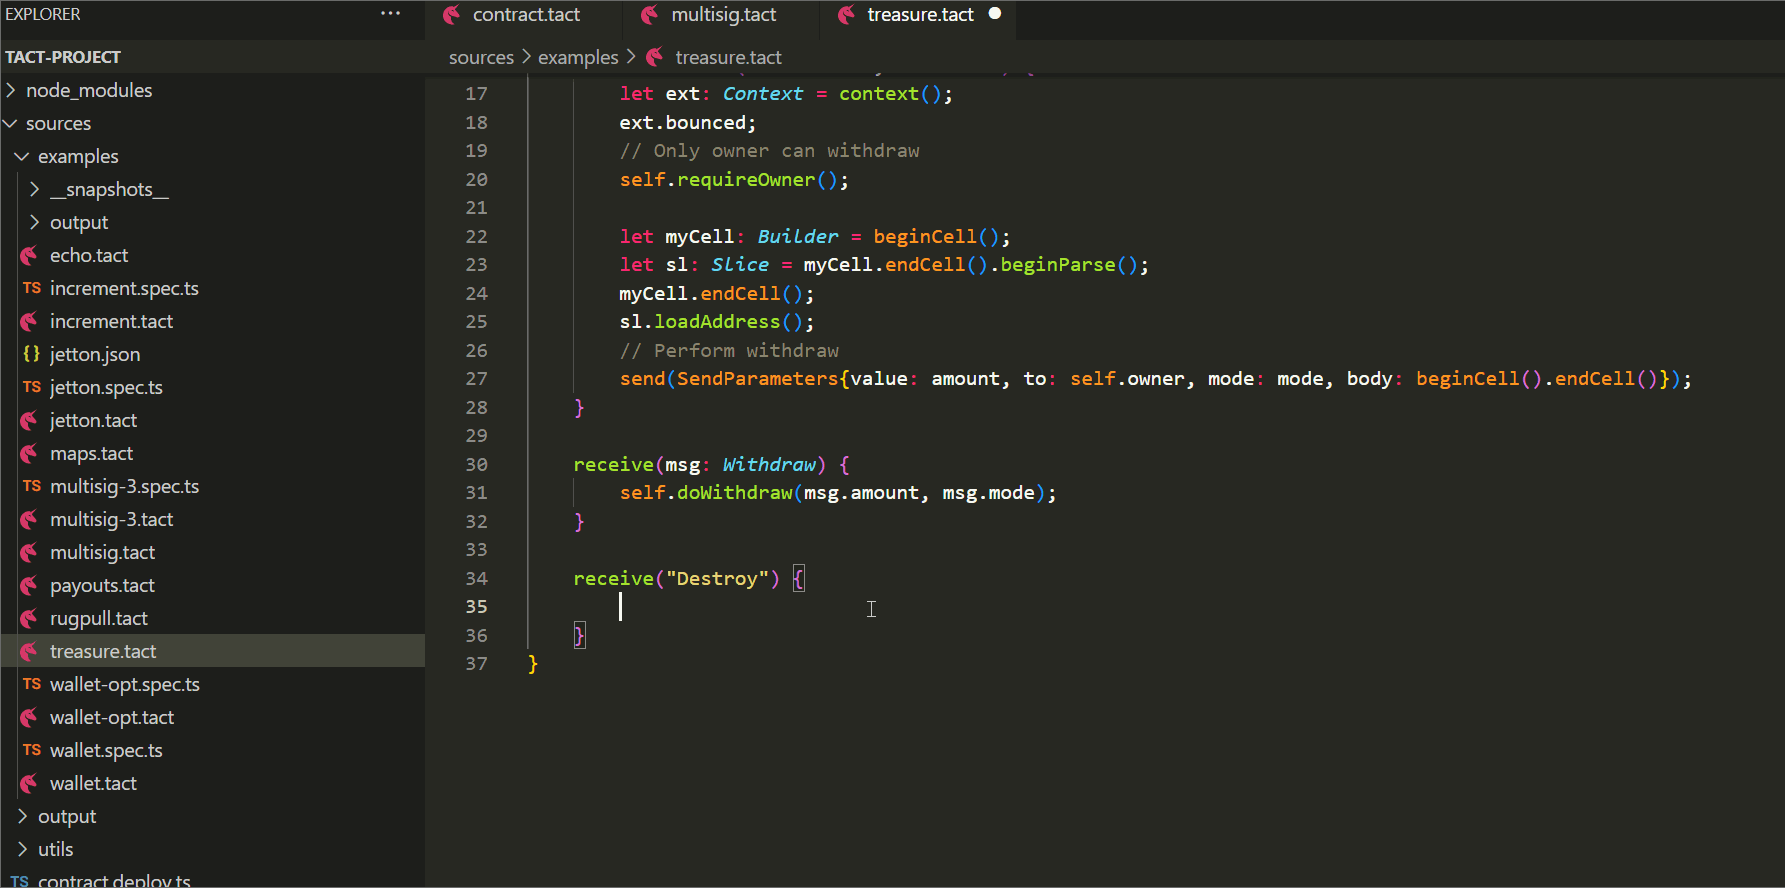 EXPLORER
TACT-PROJECT
node_modules
sources
examples
__snapshots__
output
echo.tact
TS increment.spec.ts
increment.tact
{} jetton.json
TS jetton.spec.ts
jetton.tact
maps.tact
TS multisig-3.spec.ts
multisig-3.tact
multisig.tact
payouts.tact
rugpull.tact
treasure.tact
TS wallet-opt.spec.ts
wallet-opt.tact
TS wallet.spec.ts
wallet.tact
output
utils
TS contract.deploy.ts
contract.tact multisig.tact treasure.tact
sources > examples > treasure.tact
17 let ext: Context = context();
18 ext.bounced;
19 // Only owner can withdraw
20 self.requireOwner();
21
22 let myCell: Builder = beginCell();
23 let sl: Slice = myCell.endCell().beginParse();
24 myCell.endCell();
25 sl.loadAddress();
26 // Perform withdraw
27 send(SendParameters{value: amount, to: self.owner, mode: mode, body: beginCell().endCell()});
28 }
29
30 receive(msg: Withdraw) {
31 self.doWithdraw(msg.amount, msg.mode);
32 }
33
34 receive("Destroy") {
35
36 }
37 }